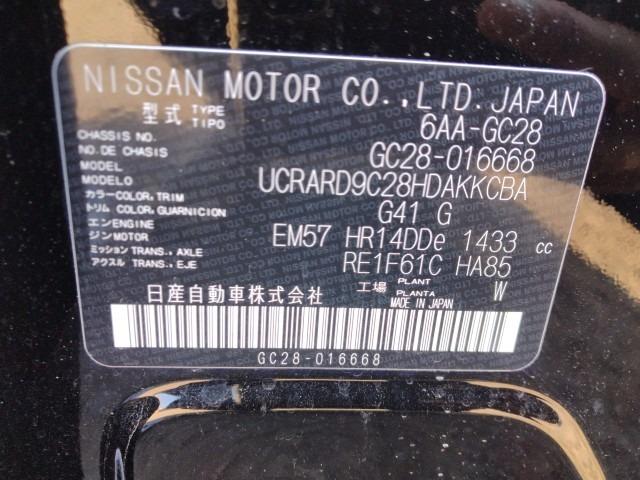 NISSAN MOTOR CO.,LTD.JAPAN
型式 TYPE TIPO 6AA-GC28
CHASSIS NO.
NO.DE CHASIS GC28-016668
MODEL
MODELO UCRARD9C28HDAKKCBA
カラー COLOR,TRIM
トリム COLOR,GUARNICION G41 G
エンジン ENGINE
ジン MOTOR EM57 HR14DDe 1433 cc
ミッション TRANS.,AXLE
アクスル TRANS.,EJE RE1F61C HA85
工場 PLANT PLANTA W
日産自動車株式会社 MADE IN JAPAN
GC28-016668